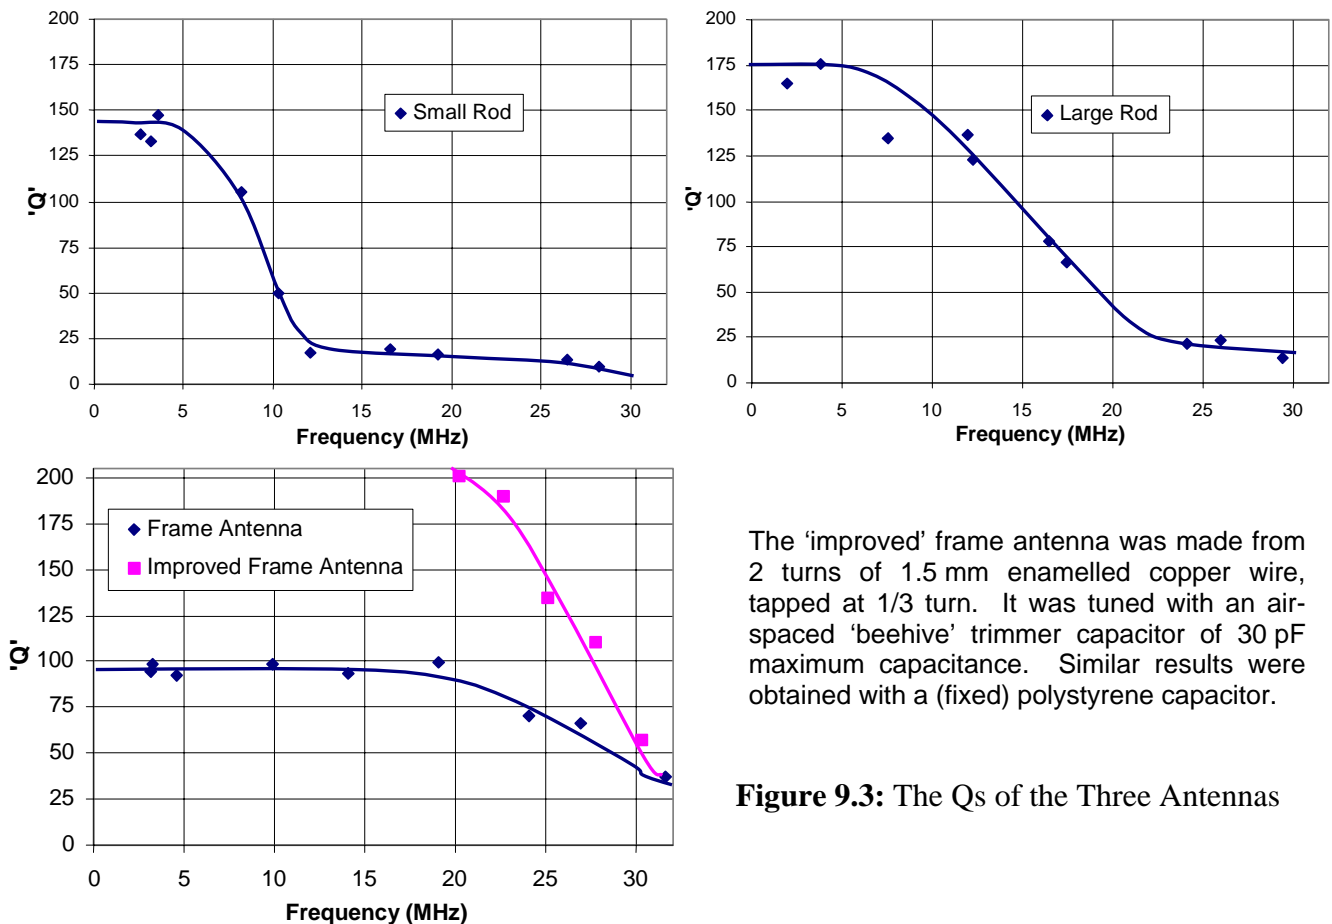 200
175
150
125
100
75
50
25
0
'Q'
Small Rod
0 5 10 15 20 25 30
Frequency (MHz)
200
175
150
125
100
75
50
25
0
'Q'
Large Rod
0 5 10 15 20 25 30
Frequency (MHz)
200
175
150
125
100
75
50
25
0
'Q'
Frame Antenna
Improved Frame Antenna
0 5 10 15 20 25 30
Frequency (MHz)
The ‘improved’ frame antenna was made from
2 turns of 1.5 mm enamelled copper wire,
tapped at 1/3 turn. It was tuned with an air-
spaced ‘beehive’ trimmer capacitor of 30 pF
maximum capacitance. Similar results were
obtained with a (fixed) polystyrene capacitor.
Figure 9.3: The Qs of the Three Antennas